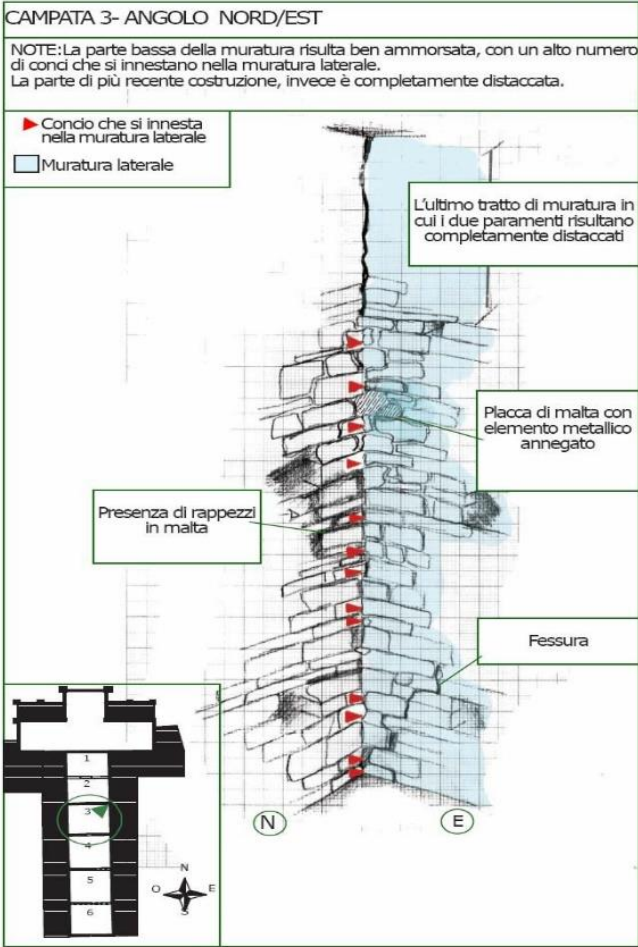 CAMPATA 3- ANGOLO NORD/EST
NOTE:La parte bassa della muratura risulta ben ammorsata, con un alto numero
di conci che si innestano nella muratura laterale.
La parte di più recente costruzione, invece è completamente distaccata.
Concio che si innesta
nella muratura laterale
Muratura laterale
L'ultimo tratto di muratura in
cui i due paramenti risultano
completamente distaccati
Placca di malta con
elemento metallico
annegato
Presenza di rappezzi
in malta
Fessura
N
E
1
2
3
4
5
6
N
O
E
S